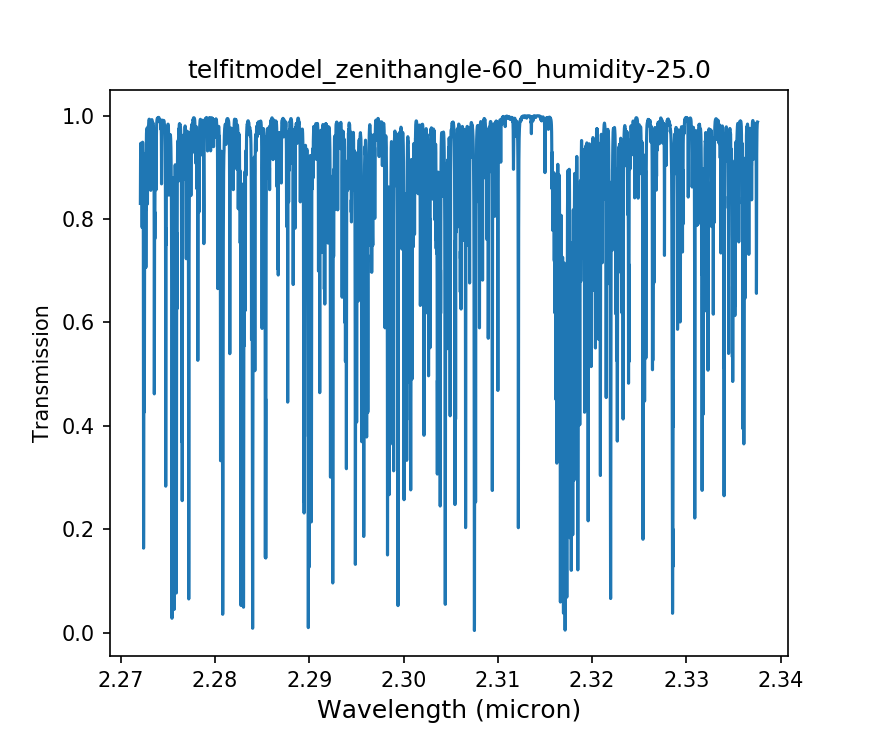 telfitmodel_zenithangle-60_humidity-25.0
1.0
0.8
0.6
0.4
0.2
0.0
Transmission
2.27 2.28 2.29 2.30 2.31 2.32 2.33 2.34
Wavelength (micron)